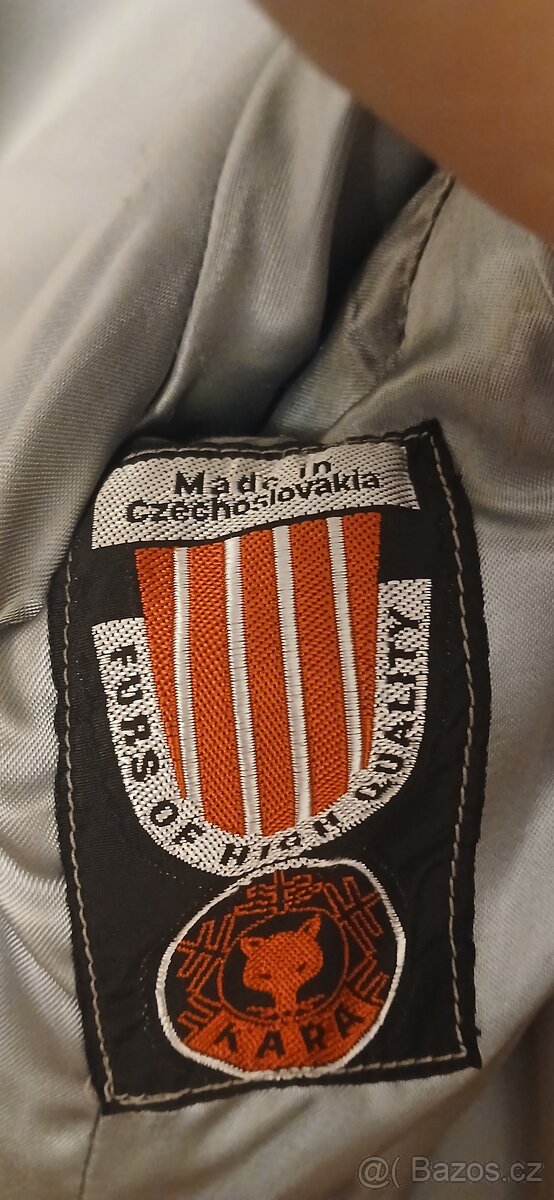 Made in
Czechoslovakia
FURS OF HIGH QUALITY
KARA
@( Bazos.cz